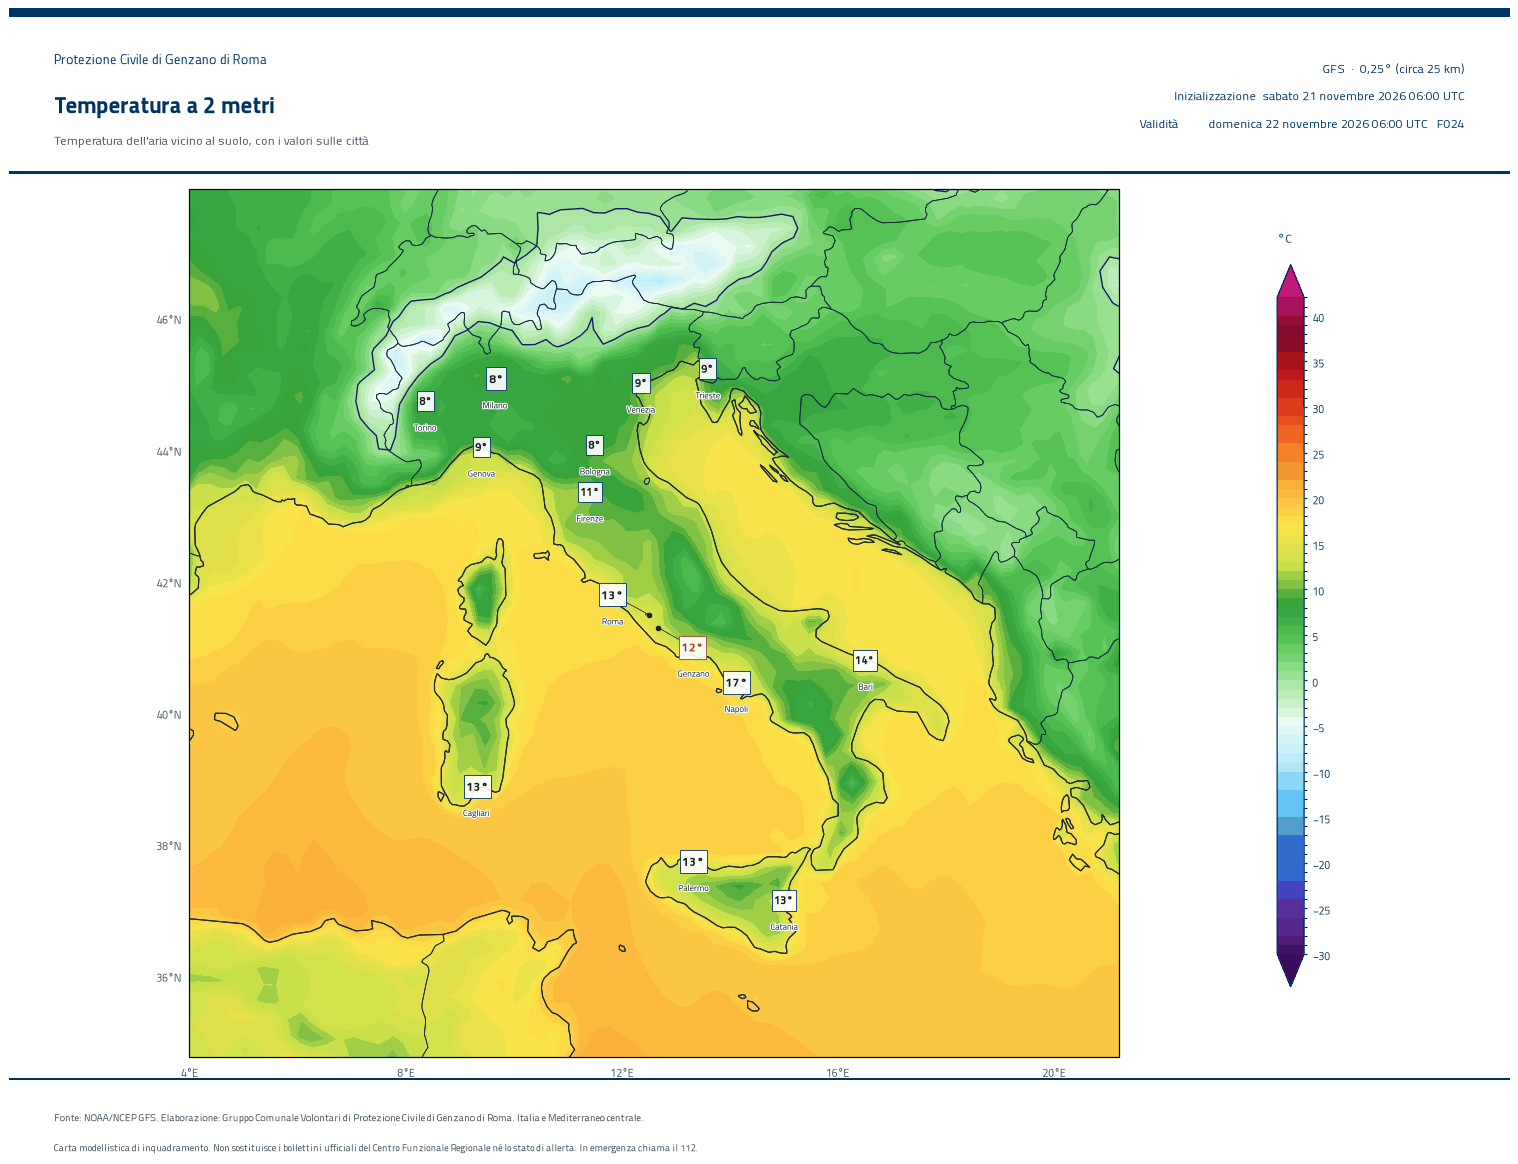 Protezione Civile di Genzano di Roma
Temperatura a 2 metri
Temperatura dell'aria vicino al suolo, con i valori sulle città
GFS · 0,25° (circa 25 km)
Inizializzazione sabato 21 novembre 2026 06:00 UTC
Validità domenica 22 novembre 2026 06:00 UTC F024
°C
46°N
44°N
42°N
40°N
38°N
36°N
4°E
8°E
12°E
16°E
20°E
8°
Torino
8°
Milano
9°
Venezia
9°
Trieste
9°
Genova
8°
Bologna
11°
Firenze
13°
Roma
12°
Genzano
17°
Napoli
14°
Bari
13°
Cagliari
13°
Palermo
13°
Catania
40
35
30
25
20
15
10
5
0
−5
−10
−15
−20
−25
−30
Fonte: NOAA/NCEP GFS. Elaborazione: Gruppo Comunale Volontari di Protezione Civile di Genzano di Roma. Italia e Mediterraneo centrale.
Carta modellistica di inquadramento. Non sostituisce i bollettini ufficiali del Centro Funzionale Regionale né lo stato di allerta. In emergenza chiama il 112.